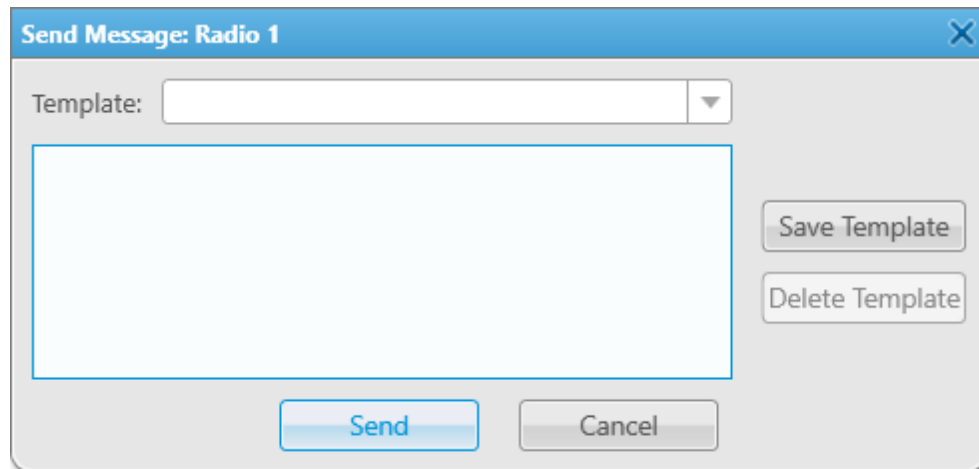 Send Message: Radio 1
Template:
Save Template
Delete Template
Send Cancel